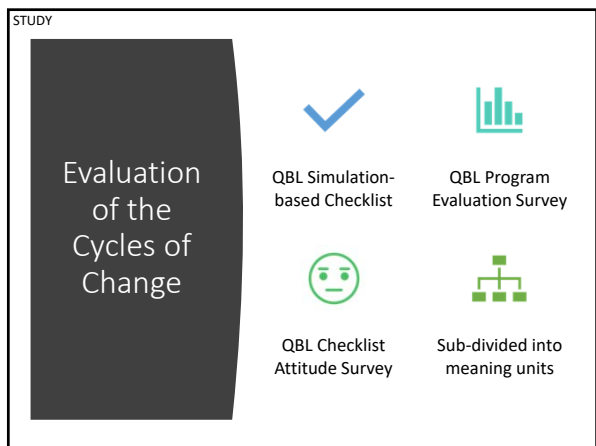 STUDY
Evaluation
of the
Cycles of
Change
QBL Simulation-
based Checklist
QBL Program
Evaluation Survey
QBL Checklist
Attitude Survey
Sub-divided into
meaning units